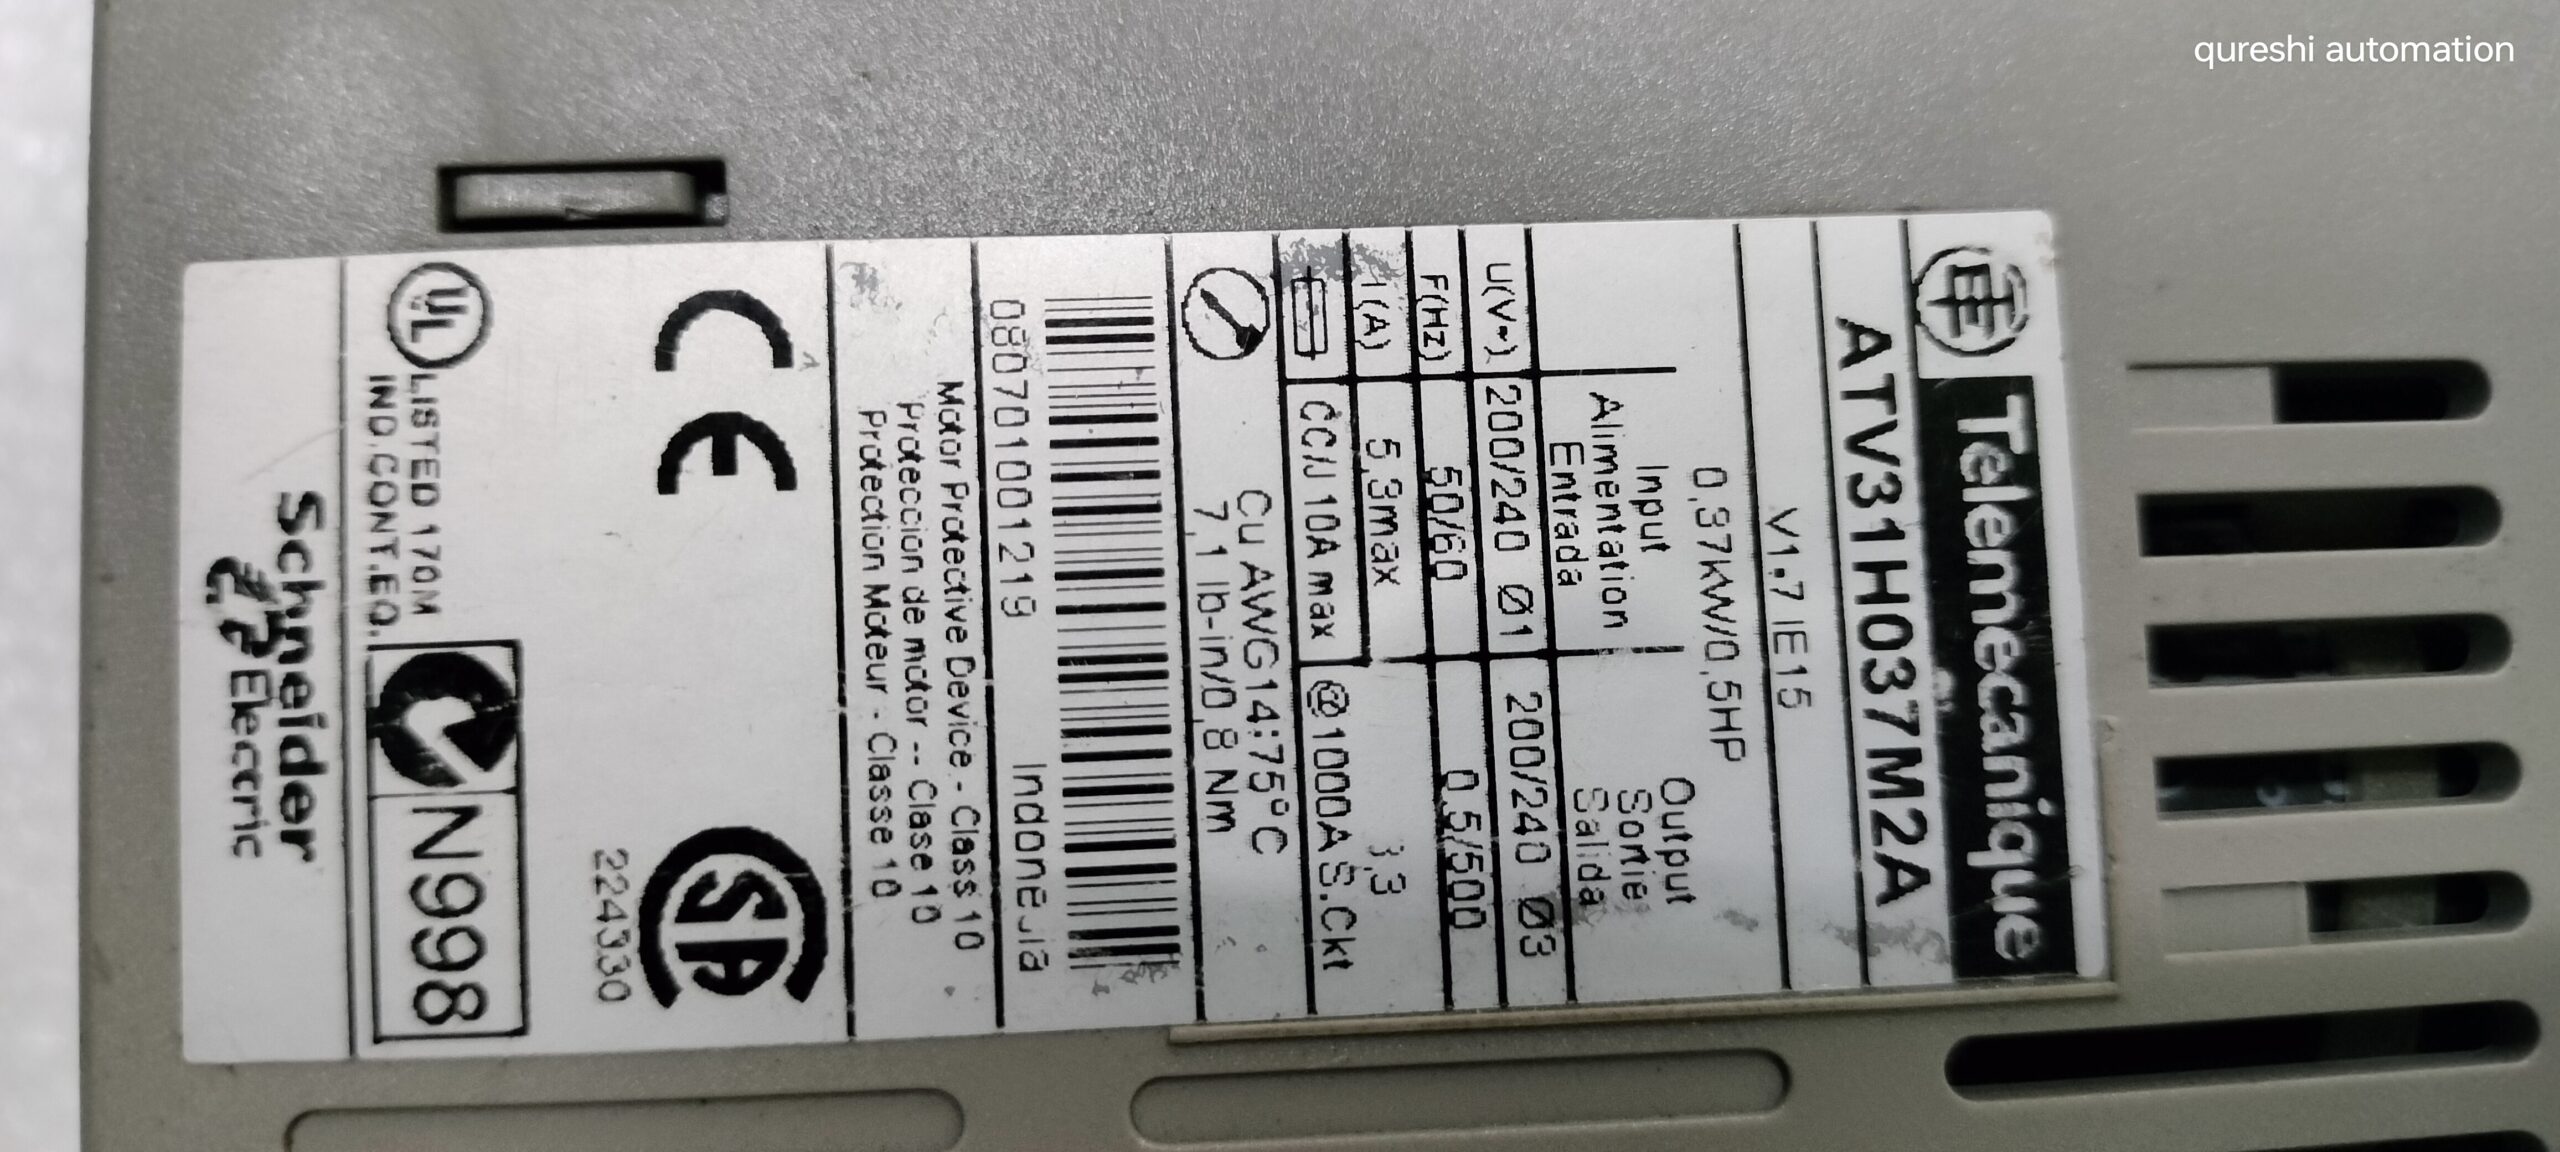 qureshi automation
Telemecanique
ATV31H037M2A
V1.7 IE15
0,37kW/0,5HP
Input Output
Alimentation Sortie
Entrada Salida
U(V~) 200/240 Ø1 200/240 Ø3
F(Hz) 50/60 0,5/500
I(A) 5,3max 3,3
CC/J 10A max @1000A S.Ckt
Cu AWG14:75°C
7,1 lb-in/0,8 Nm
080701001219 Indonesia
Motor Protective Device - Class 10
Proteccion de motor -- Clase 10
Protection Moteur - Classe 10
CE
SA
224330
UL LISTED 170M
IND.CONT.EQ.
N998
Schneider
Electric